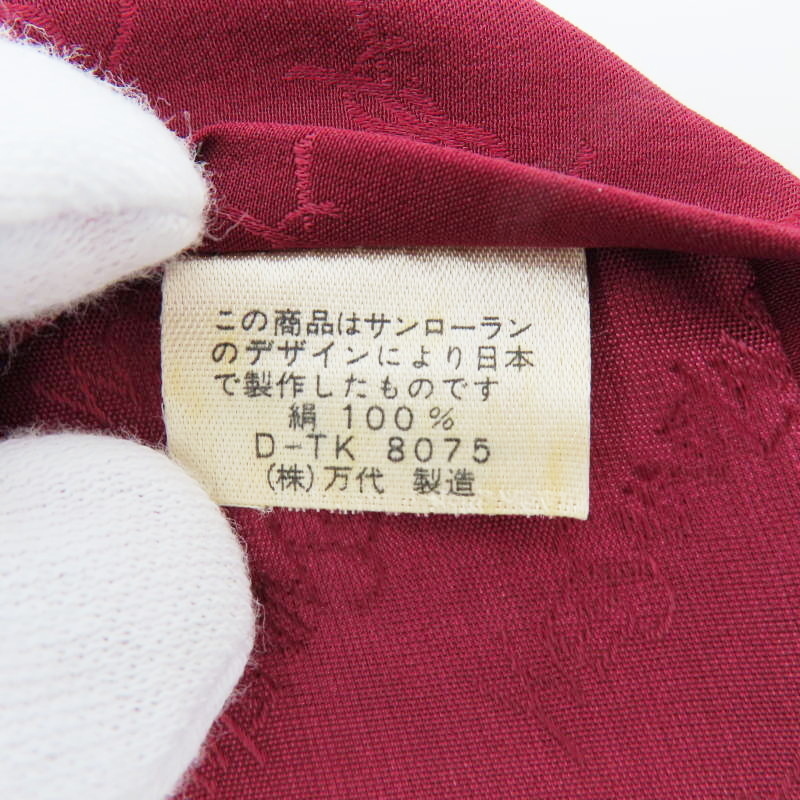 この商品はサンローラン
のデザインにより日本
で製作したものです
絹 100%
D-TK 8075
(株)万代 製造